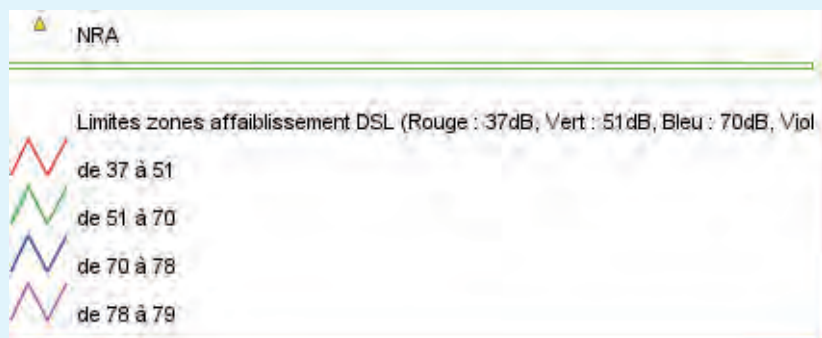 NRA
Limites zones affaiblissement DSL (Rouge : 37dB, Vert : 51dB, Bleu : 70dB, Viol
de 37 à 51
de 51 à 70
de 70 à 78
de 78 à 79